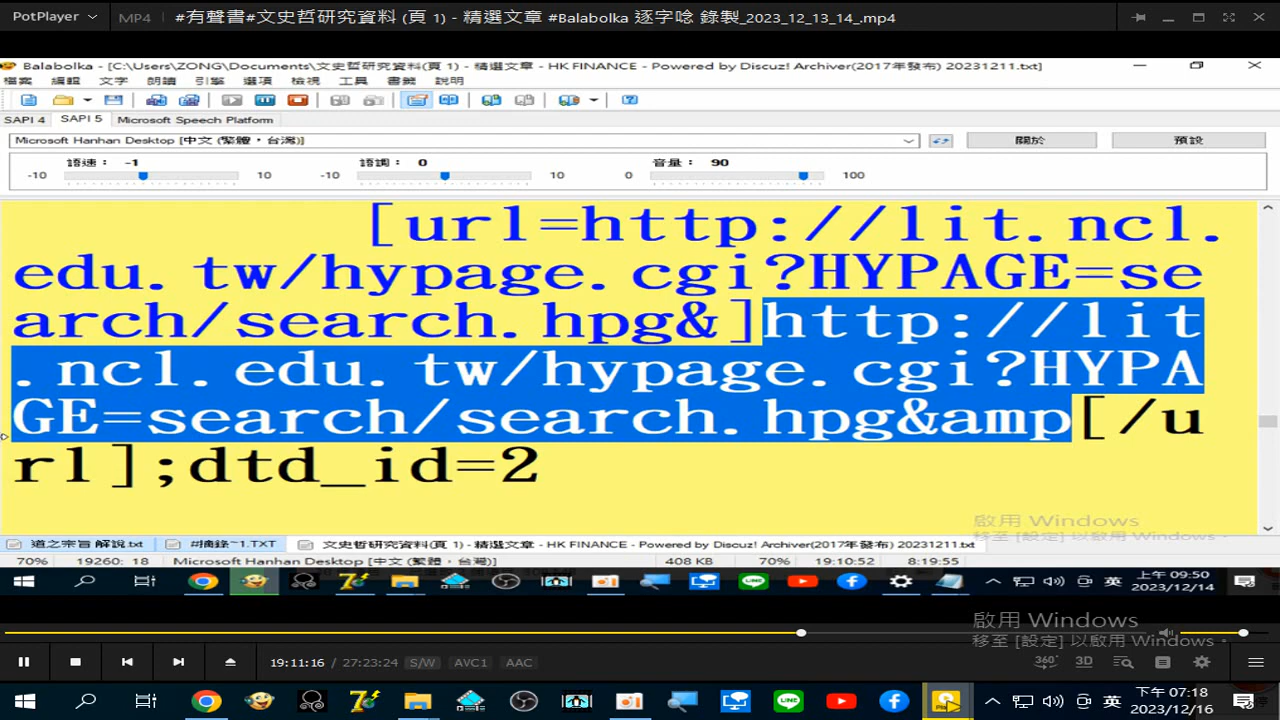 PotPlayer MP4 #有聲書#文史哲研究資料 (頁 1) - 精選文章 #Balabolka 逐字唸 錄製_2023_12_13_14_.mp4
Balabolka - [C:\Users\ZONG\Documents\文史哲研究資料(頁 1) - 精選文章 - HK FINANCE - Powered by Discuz! Archiver(2017年發布) 20231211.txt]
檔案 編輯 文字 朗讀 引擎 選項 檢視 工具 書籤 說明
SAPI 4 SAPI 5 Microsoft Speech Platform
Microsoft Hanhan Desktop [中文 (繁體，台灣)] 關於 預設
語速： -1 語調： 0 音量： 90
-10 10 -10 10 0 100
[url=http://lit.ncl.
edu.tw/hypage.cgi?HYPAGE=se
arch/search.hpg&]http://lit
.ncl.edu.tw/hypage.cgi?HYPA
GE=search/search.hpg&amp[/u
rl];dtd_id=2
啟用 Windows
移至 [設定] 以啟用 Windows。
道之宗旨 解說.txt #摘錄~1.TXT 文史哲研究資料(頁 1) - 精選文章 - HK FINANCE - Powered by Discuz! Archiver(2017年發布) 20231211.txt
70% 19260: 18 Microsoft Hanhan Desktop [中文 (繁體，台灣)] 408 KB 70% 19:10:52 8:19:55
英 上午 09:50
2023/12/14
啟用 Windows
移至 [設定] 以啟用 Windows。
19:11:16 / 27:23:24 S/W AVC1 AAC 360° 3D
英 下午 07:18
2023/12/16